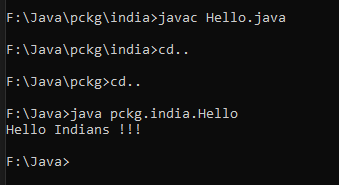 F:\Java\pckg\india>javac Hello.java
F:\Java\pckg\india>cd..
F:\Java\pckg>cd..
F:\Java>java pckg.india.Hello
Hello Indians !!!
F:\Java>